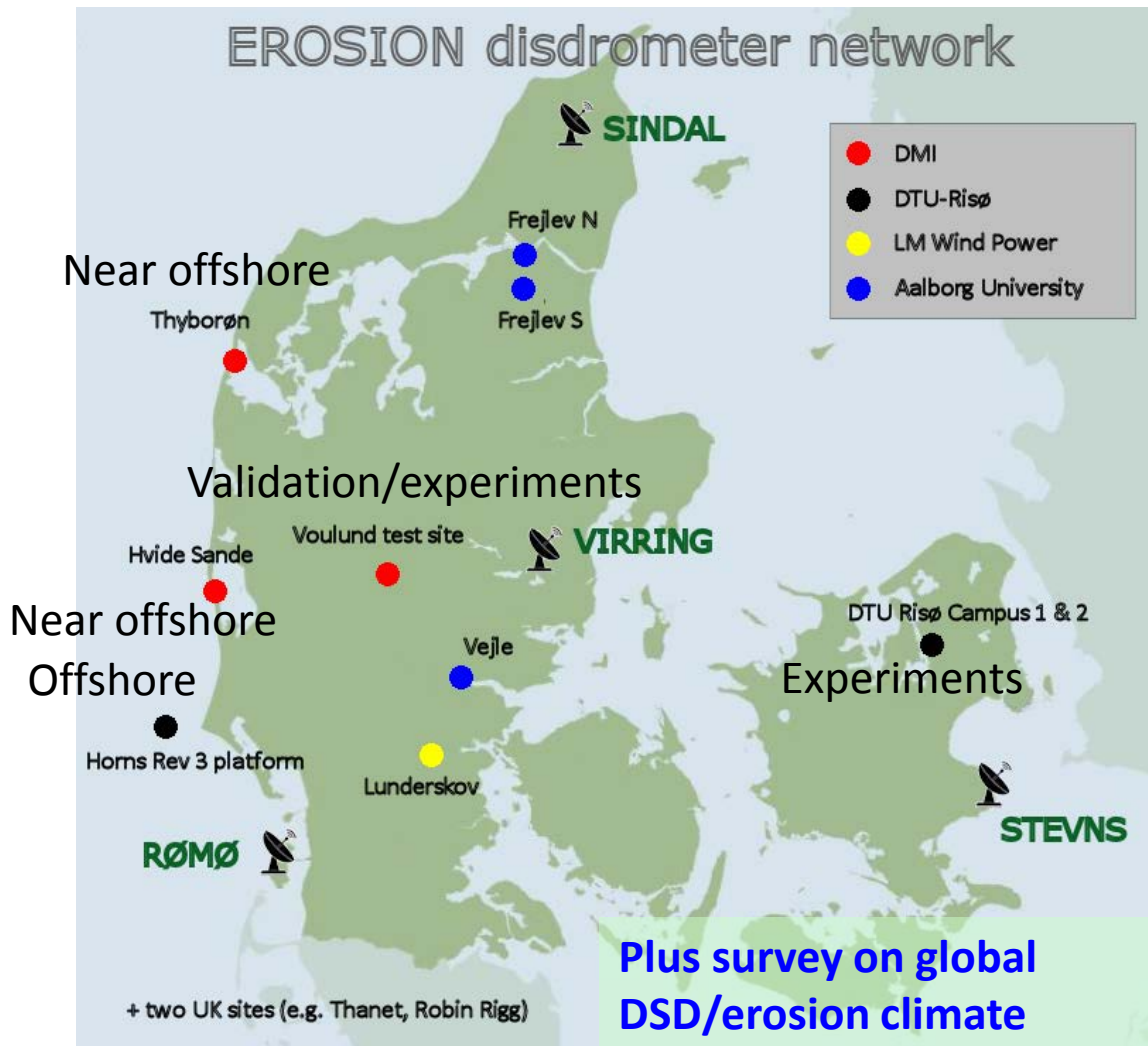 EROSION disdrometer network
SINDAL
DMI
DTU-Risø
LM Wind Power
Aalborg University
Frejlev N
Near offshore
Thyborøn
Frejlev S
Validation/experiments
Voulund test site
VIRRING
Hvide Sande
Near offshore
Offshore
DTU Risø Campus 1 & 2
Vejle
Experiments
Horns Rev 3 platform
Lunderskov
STEVNS
RØMØ
Plus survey on global
DSD/erosion climate
+ two UK sites (e.g. Thanet, Robin Rigg)